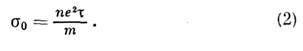 σ₀ = ne²τ / m . (2)